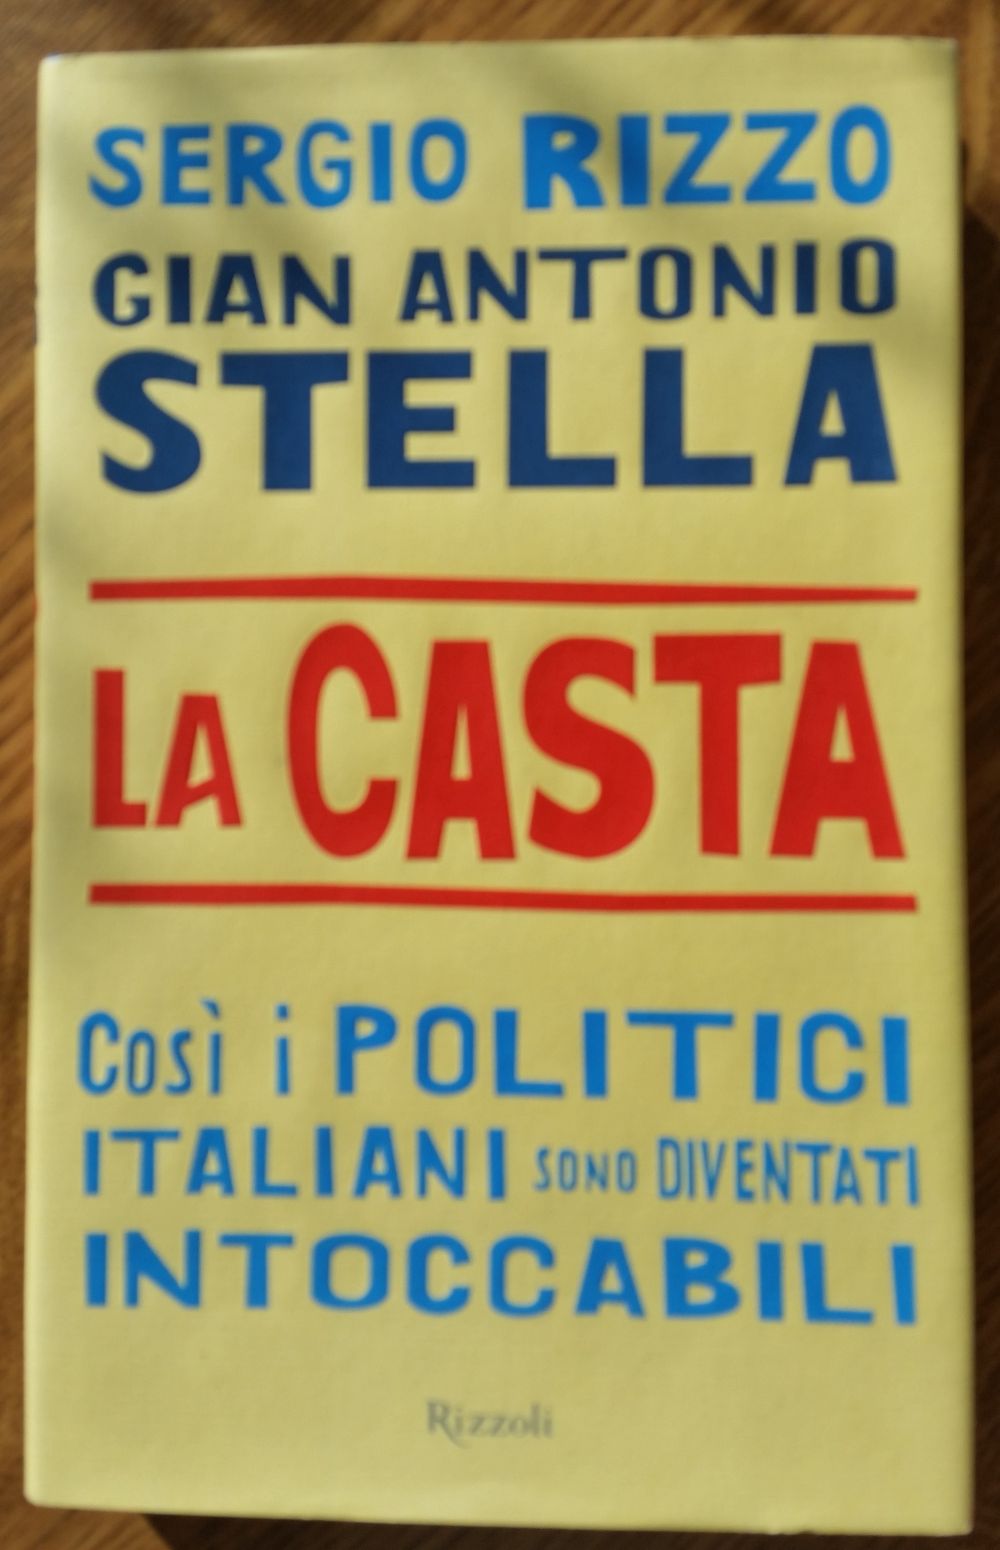 SERGIO RIZZO
GIAN ANTONIO
STELLA
LA CASTA
Così i POLITICI
ITALIANI SONO DIVENTATI
INTOCCABILI
Rizzoli